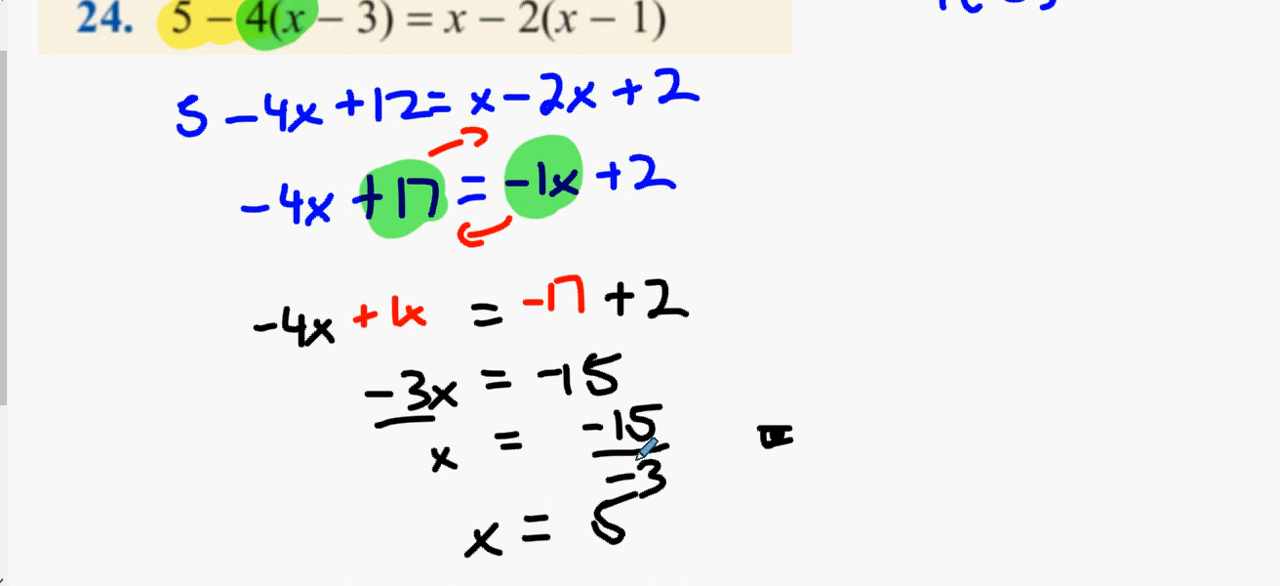 24. 5 − 4(x − 3) = x − 2(x − 1)
5 − 4x + 12 = x − 2x + 2
−4x + 17 = −1x + 2
−4x + 1x = −17 + 2
−3x = −15
x = −15/−3
x = 5